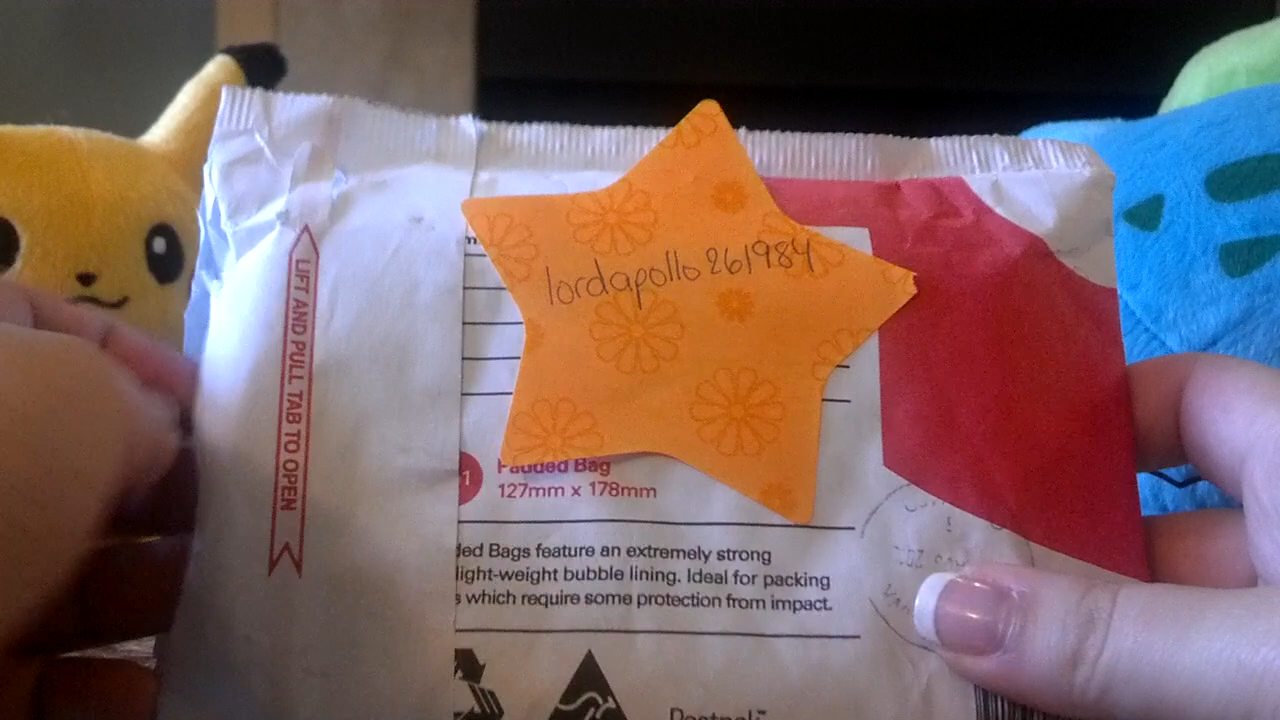 LIFT AND PULL TAB TO OPEN
lordapollo261984
1
Padded Bag
127mm x 178mm
ded Bags feature an extremely strong
light-weight bubble lining. Ideal for packing
s which require some protection from impact.